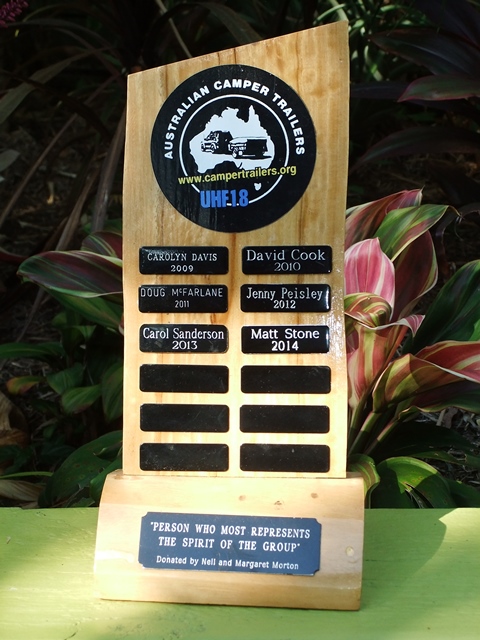 AUSTRALIAN CAMPER TRAILERS
www.campertrailers.org
UHF18
CAROLYN DAVIS
2009
David Cook
2010
DOUG McFARLANE
2011
Jenny Peisley
2012
Carol Sanderson
2013
Matt Stone
2014
"PERSON WHO MOST REPRESENTS
THE SPIRIT OF THE GROUP"
Donated by Neil and Margaret Morton